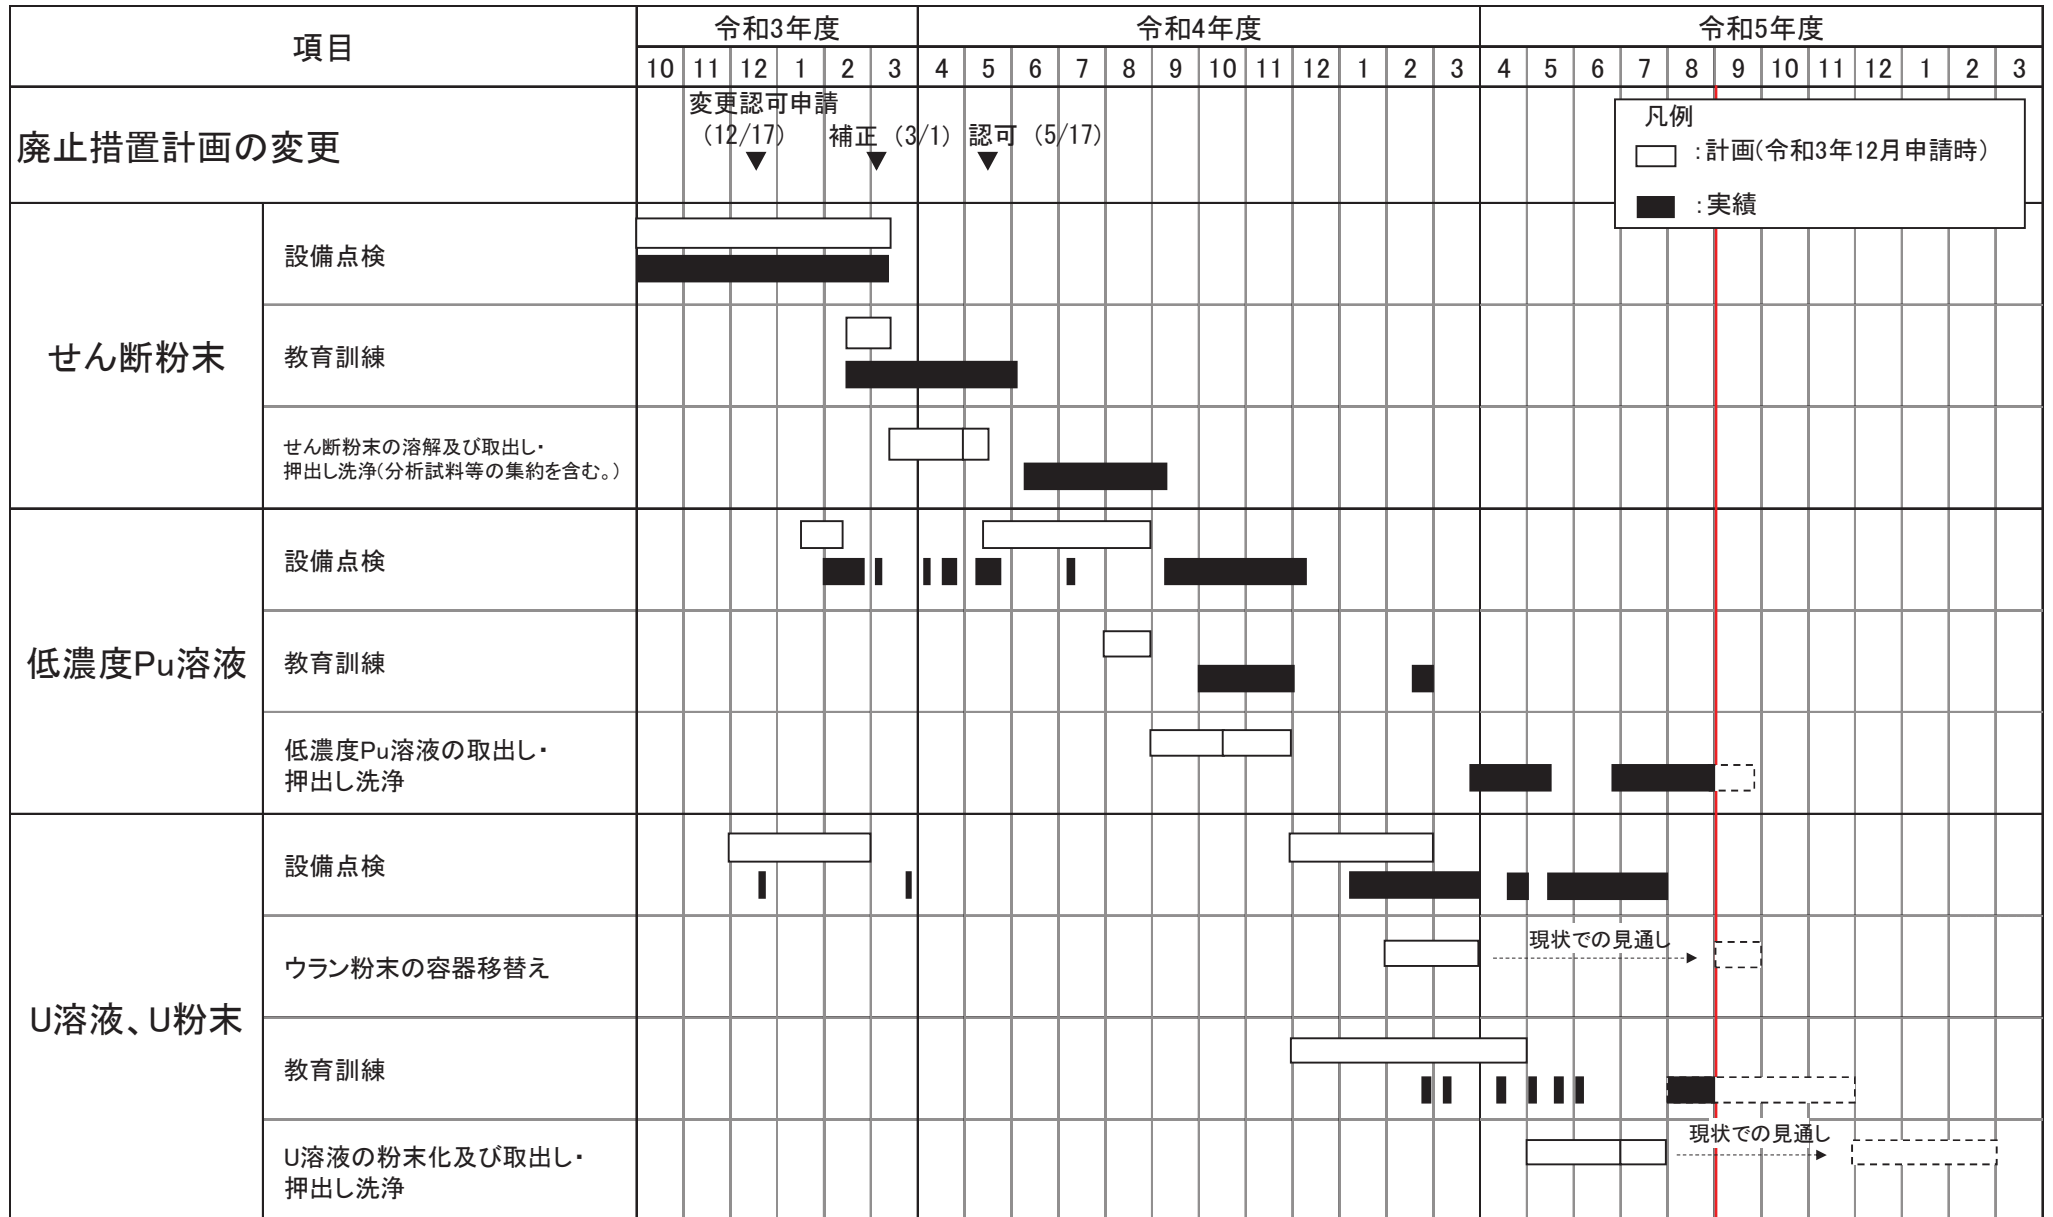 項目
令和3年度 令和4年度 令和5年度
10 11 12 1 2 3 4 5 6 7 8 9 10 11 12 1 2 3 4 5 6 7 8 9 10 11 12 1 2 3
廃止措置計画の変更
変更認可申請
(12/17) 補正 (3/1) 認可 (5/17)
▼ ▼ ▼
凡例
:計画(令和3年12月申請時)
:実績
せん断粉末
設備点検
教育訓練
せん断粉末の溶解及び取出し・
押出し洗浄(分析試料等の集約を含む。)
低濃度Pu溶液
設備点検
教育訓練
低濃度Pu溶液の取出し・
押出し洗浄
U溶液、U粉末
設備点検
ウラン粉末の容器移替え
現状での見通し
教育訓練
U溶液の粉末化及び取出し・
押出し洗浄
現状での見通し